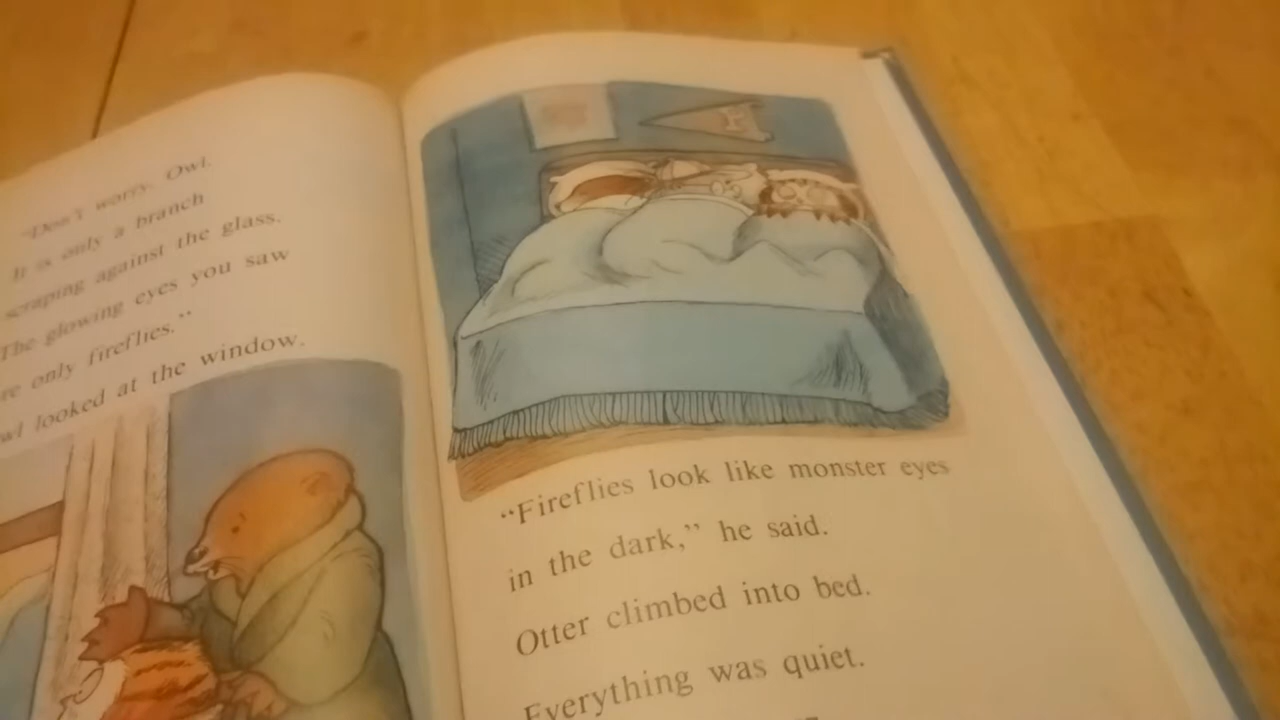 "Don't worry, Owl.
It is only a branch
scraping against the glass.
The glowing eyes you saw
re only fireflies."
wl looked at the window.
"Fireflies look like monster eyes
in the dark," he said.
Otter climbed into bed.
Everything was quiet.